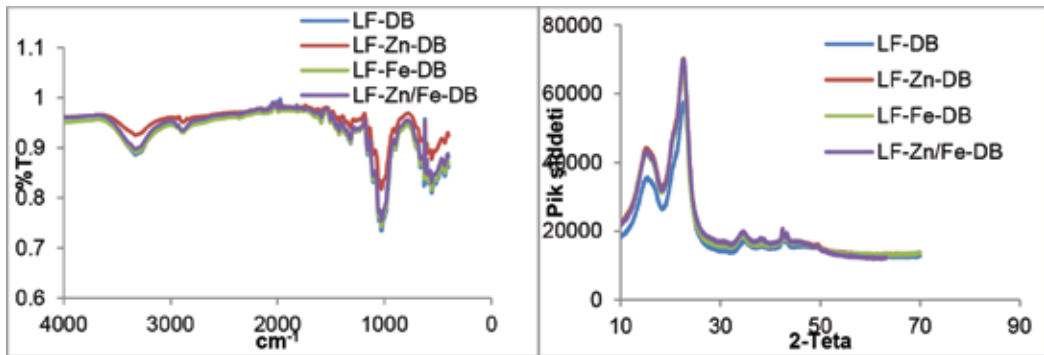 LF-DB
LF-Zn-DB
LF-Fe-DB
LF-Zn/Fe-DB
1.1
1
0.9
0.8
0.7
0.6
%T
4000 3000 2000 1000 0
cm-1
80000
60000
40000
20000
0
Pik şiddeti
LF-DB
LF-Zn-DB
LF-Fe-DB
LF-Zn/Fe-DB
10 30 50 70 90
2-Teta